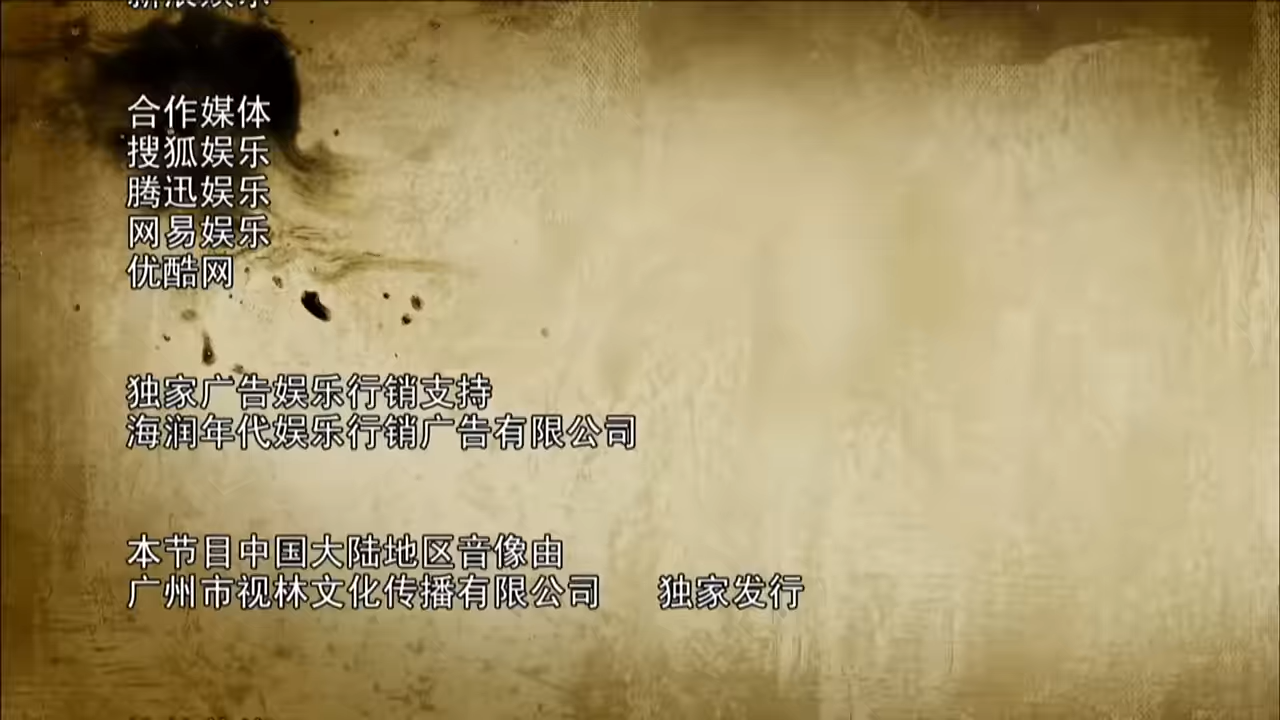 合作媒体
搜狐娱乐
腾迅娱乐
网易娱乐
优酷网
独家广告娱乐行销支持
海润年代娱乐行销广告有限公司
本节目中国大陆地区音像由
广州市视林文化传播有限公司 独家发行